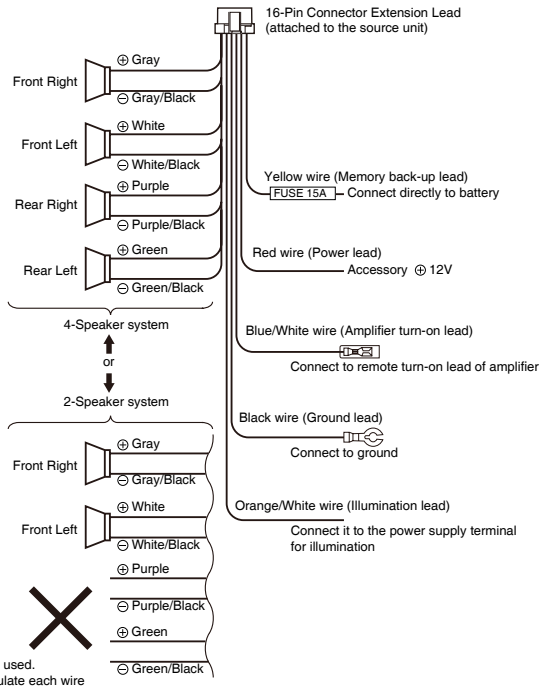 16-Pin Connector Extension Lead
(attached to the source unit)
⊕ Gray
Front Right
⊖ Gray/Black
⊕ White
Front Left
⊖ White/Black
⊕ Purple
Rear Right
⊖ Purple/Black
⊕ Green
Rear Left
⊖ Green/Black
Yellow wire (Memory back-up lead)
FUSE 15A
Connect directly to battery
Red wire (Power lead)
Accessory ⊕ 12V
4-Speaker system
or
2-Speaker system
Blue/White wire (Amplifier turn-on lead)
Connect to remote turn-on lead of amplifier
Black wire (Ground lead)
Connect to ground
Orange/White wire (Illumination lead)
Connect it to the power supply terminal
for illumination
⊕ Gray
Front Right
⊖ Gray/Black
⊕ White
Front Left
⊖ White/Black
⊕ Purple
⊖ Purple/Black
⊕ Green
⊖ Green/Black
used.
each wire